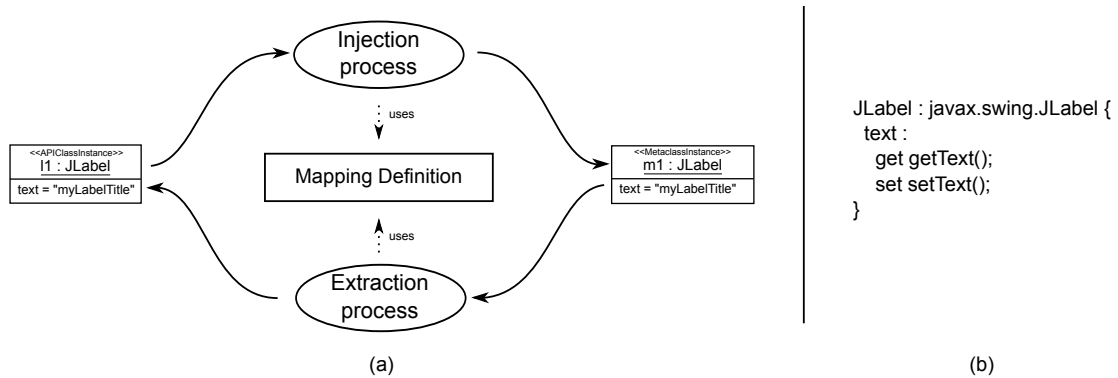 Injection
process
uses
<<APIClassInstance>>
l1 : JLabel
text = "myLabelTitle"
Mapping Definition
<<MetaclassInstance>>
m1 : JLabel
text = "myLabelTitle"
uses
Extraction
process
(a)
JLabel : javax.swing.JLabel {
text :
get getText();
set setText();
}
(b)